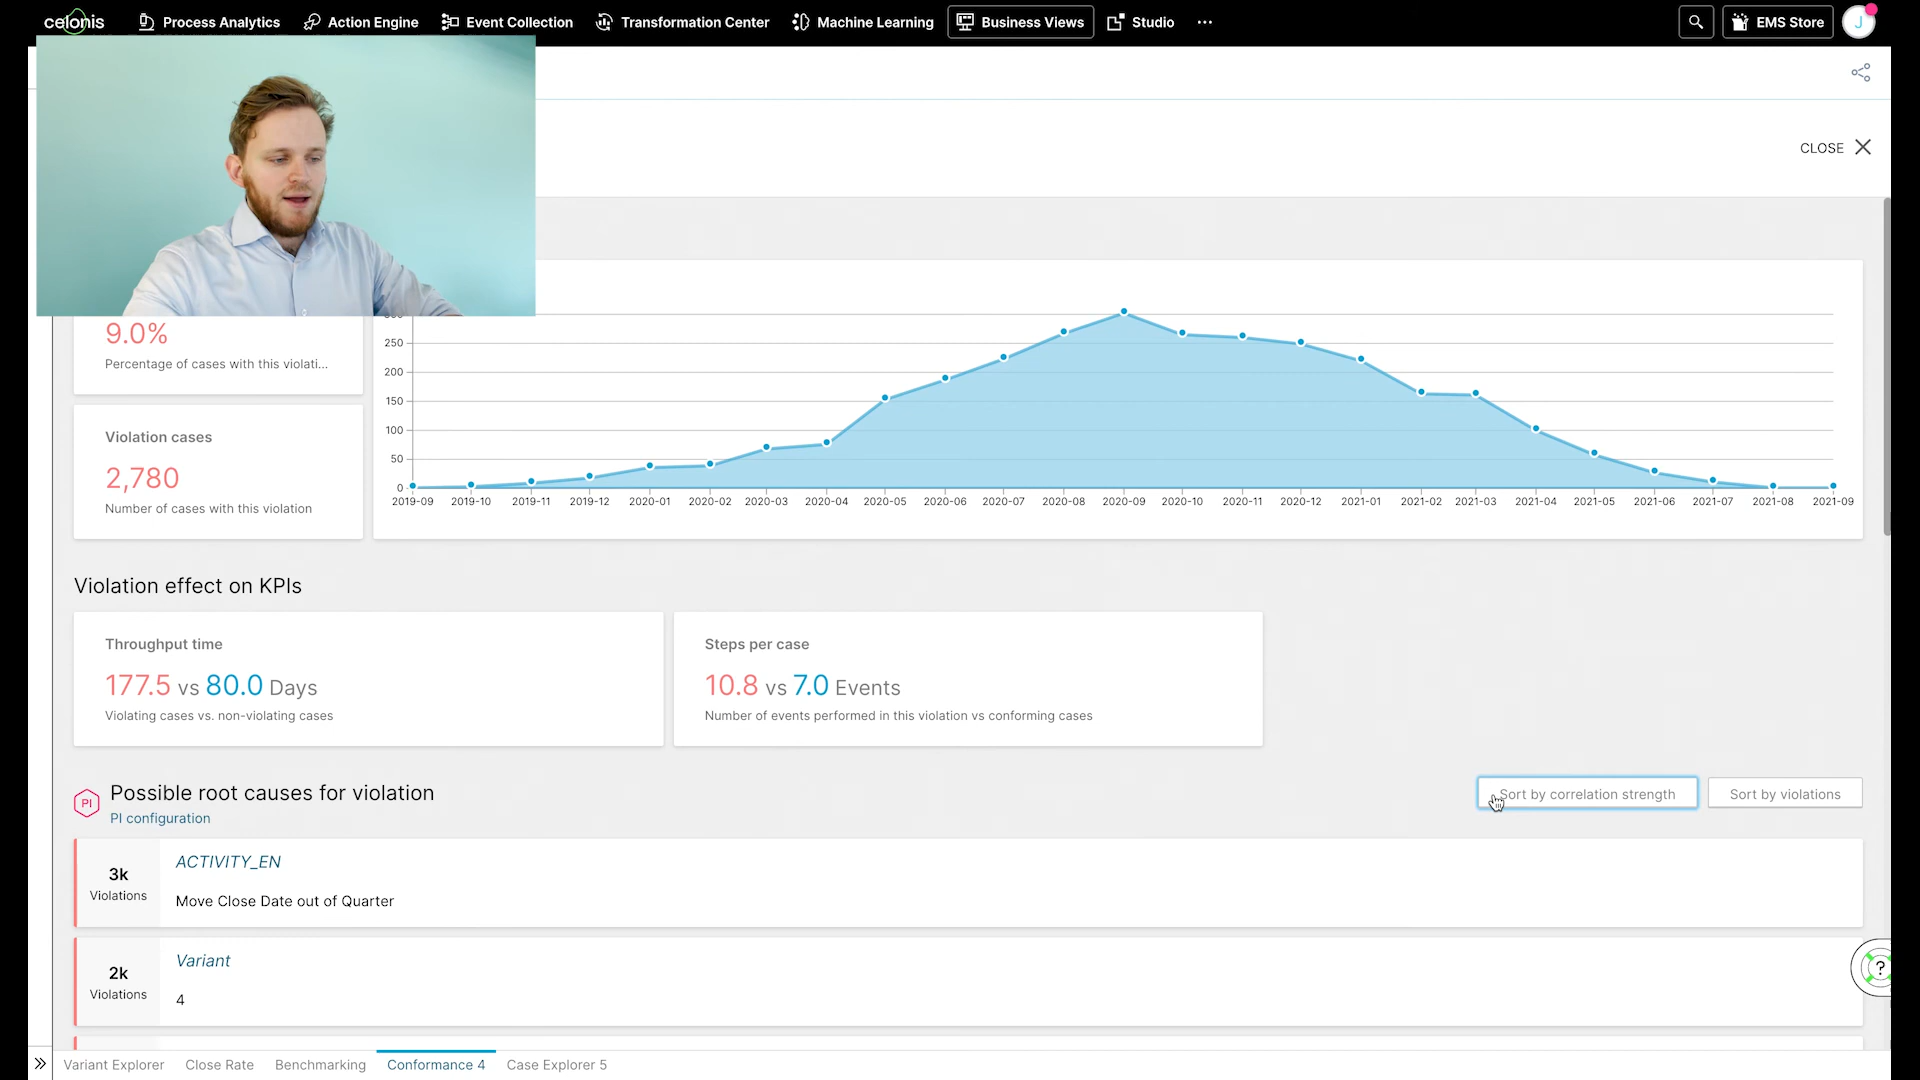 celonis Process Analytics Action Engine Event Collection Transformation Center Machine Learning Business Views Studio ... EMS Store J
CLOSE
9.0%
Percentage of cases with this violati...
Violation cases
2,780
Number of cases with this violation
250
200
150
100
50
0
2019-09 2019-10 2019-11 2019-12 2020-01 2020-02 2020-03 2020-04 2020-05 2020-06 2020-07 2020-08 2020-09 2020-10 2020-11 2020-12 2021-01 2021-02 2021-03 2021-04 2021-05 2021-06 2021-07 2021-08 2021-09
Violation effect on KPIs
Throughput time
177.5 vs 80.0 Days
Violating cases vs. non-violating cases
Steps per case
10.8 vs 7.0 Events
Number of events performed in this violation vs conforming cases
PI Possible root causes for violation
PI configuration
Sort by correlation strength
Sort by violations
3k
Violations
ACTIVITY_EN
Move Close Date out of Quarter
2k
Violations
Variant
4
?
Variant Explorer Close Rate Benchmarking Conformance 4 Case Explorer 5